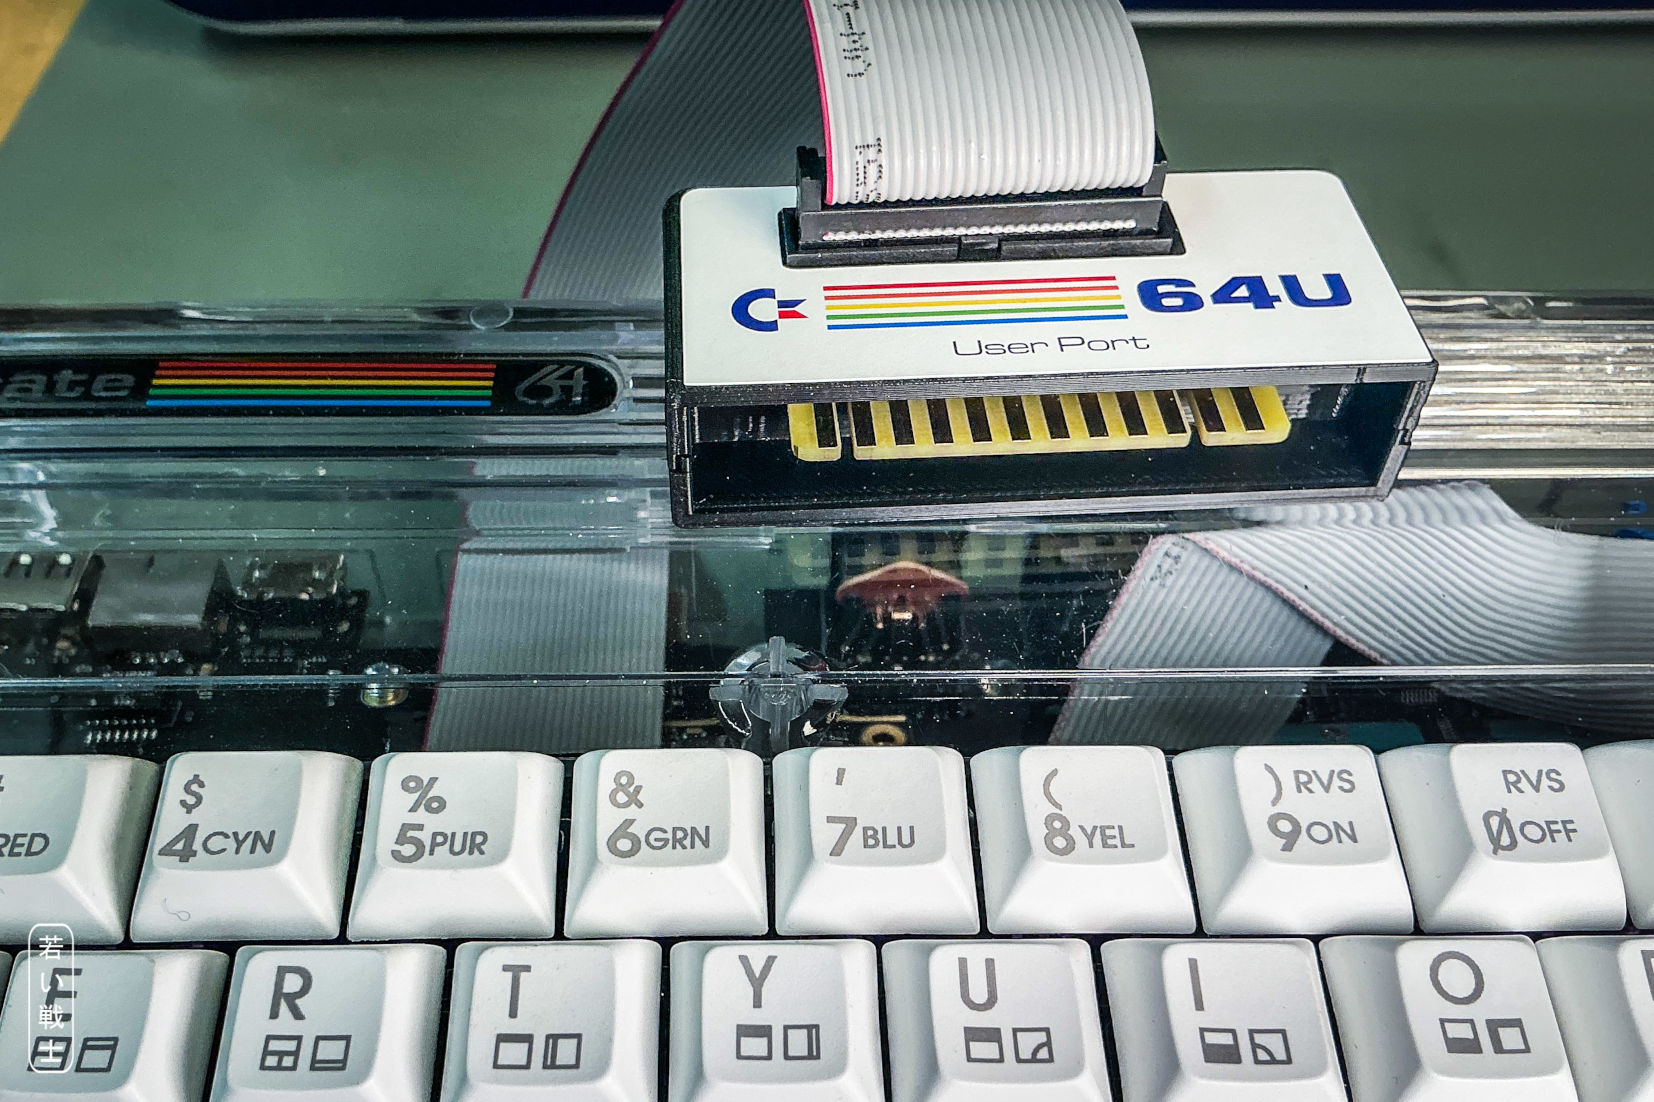 64U
User Port
ate
64
RED
$
4 CYN
%
5 PUR
&
6 GRN
'
7 BLU
(
8 YEL
) RVS
9 ON
RVS
0 OFF
E
R
T
Y
U
I
O
若い戦士